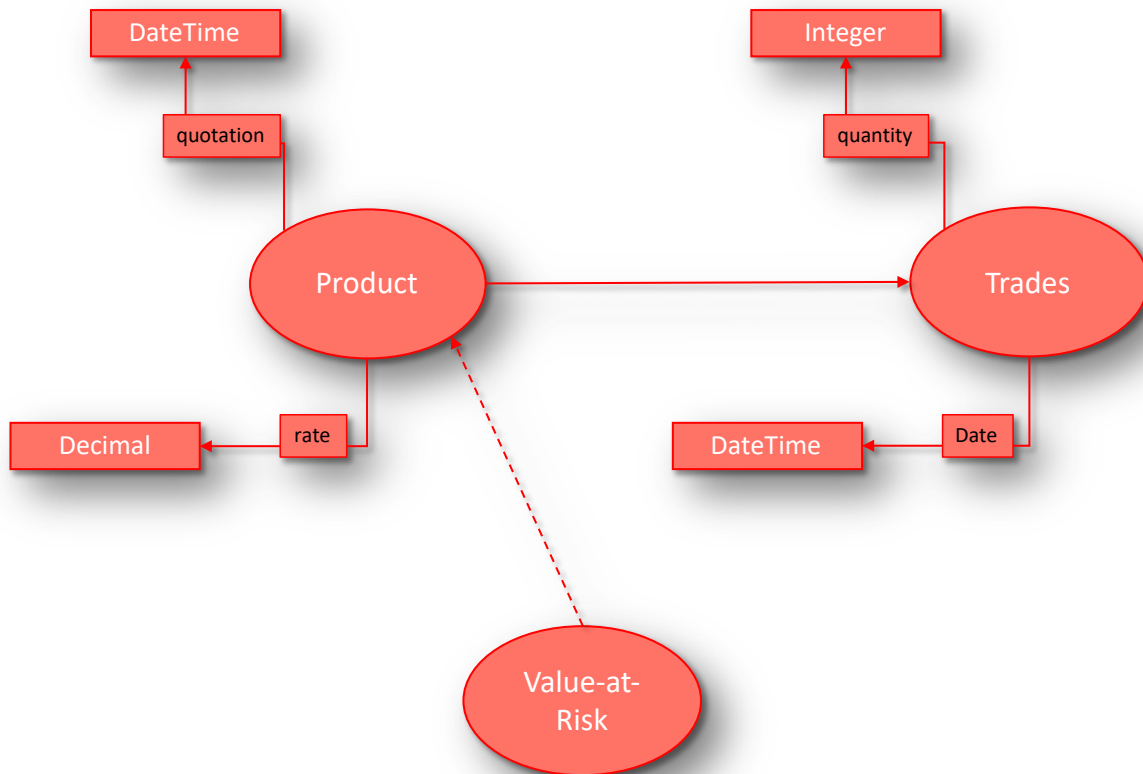 DateTime
Integer
quotation
quantity
Product
Trades
Decimal
rate
DateTime
Date
Value-at-
Risk